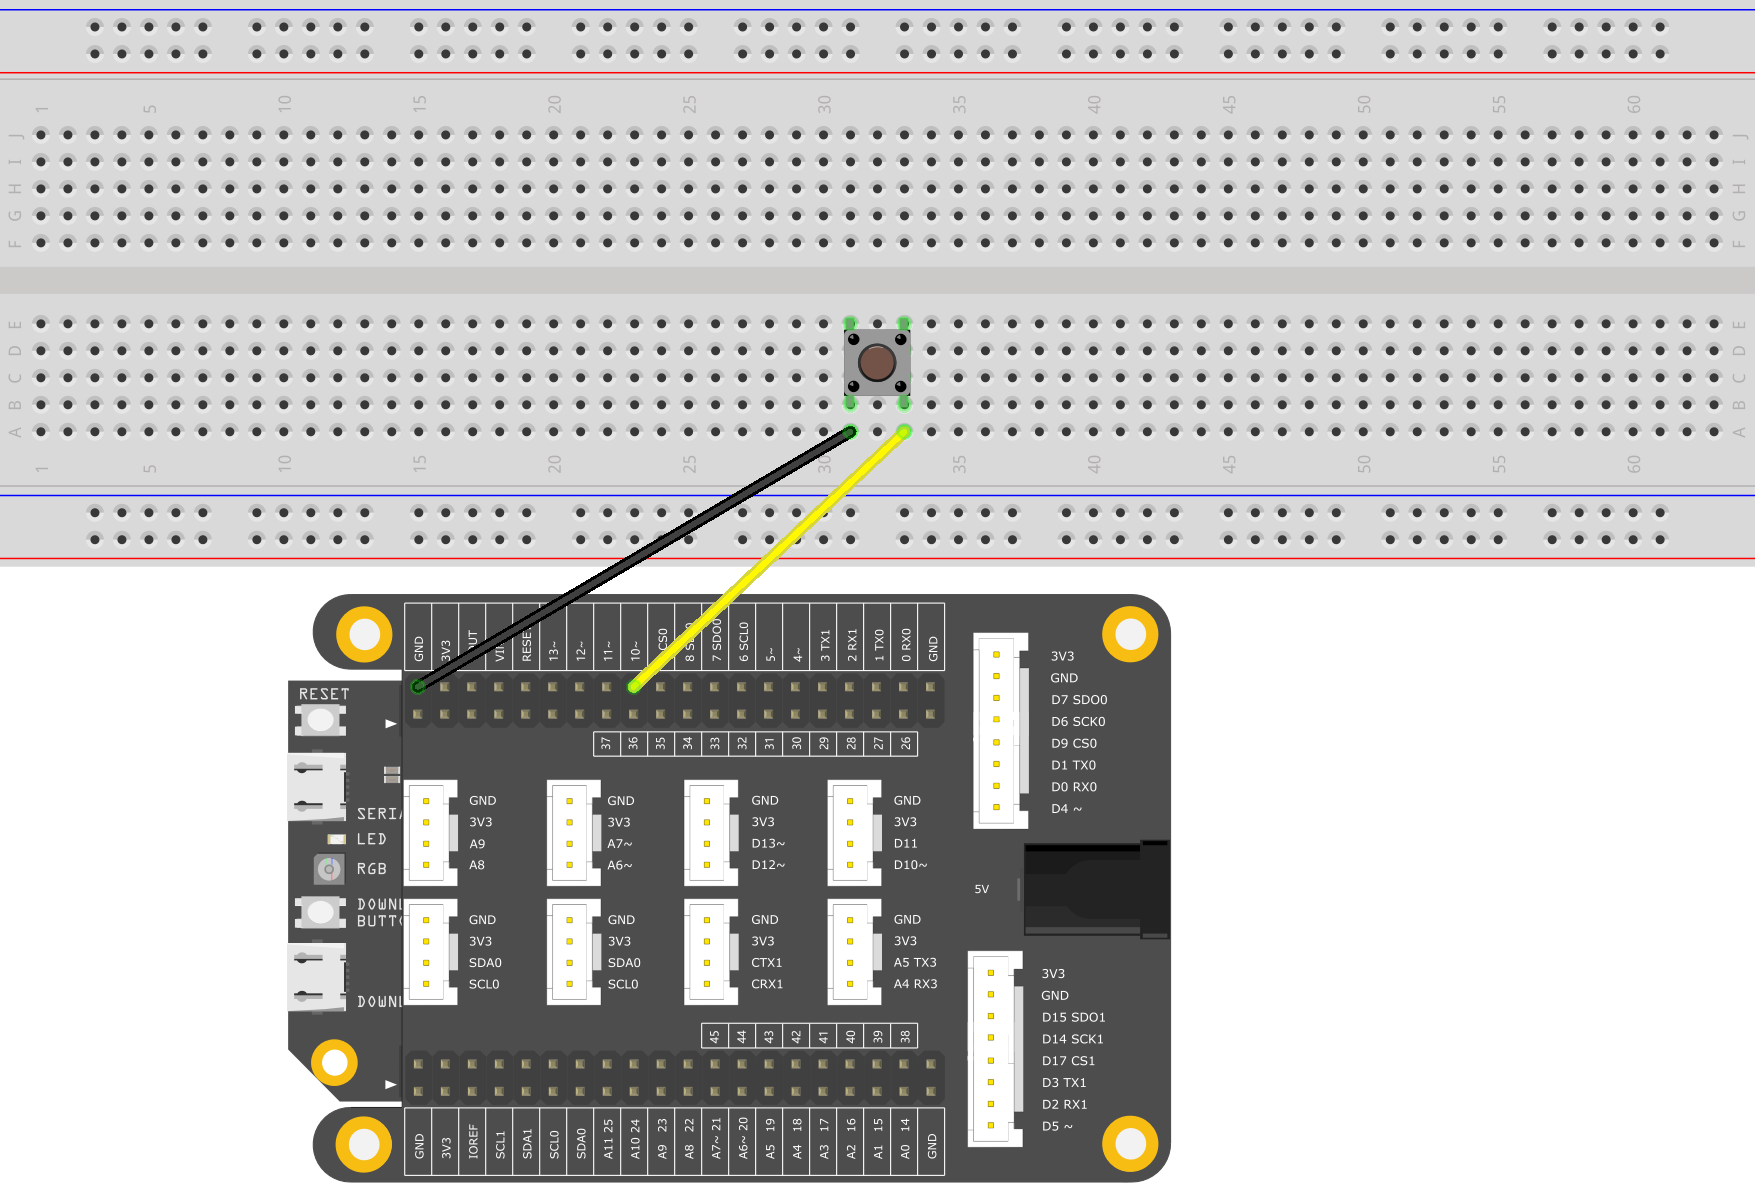 1 5 10 15 20 25 30 35 40 45 50 55 60
J J
I I
H H
G G
F F
E E
D D
C C
B B
A A
1 5 10 15 20 25 30 35 40 45 50 55 60
GND 3V3 RESE 13~ 12~ 11~ 10~ CS0 8 7 SDO0 6 SCL0 5~ 4~ 3 TX1 2 RX1 1 TX0 0 RX0 GND
37 36 35 34 33 32 31 30 29 28 27 26
RESET
SERIA
LED
RGB
DOWNL
BUTTO
DOWNL
GND
3V3
A9
A8
GND
3V3
A7~
A6~
GND
3V3
D13~
D12~
GND
3V3
D11
D10~
GND
3V3
SDA0
SCL0
GND
3V3
SDA0
SCL0
GND
3V3
CTX1
CRX1
GND
3V3
A5 TX3
A4 RX3
3V3
GND
D7 SDO0
D6 SCK0
D9 CS0
D1 TX0
D0 RX0
D4 ~
5V
3V3
GND
D15 SDO1
D14 SCK1
D17 CS1
D3 TX1
D2 RX1
D5 ~
45 44 43 42 41 40 39 38
GND 3V3 IOREF SCL1 SDA1 SCL0 SDA0 A11 25 A10 24 A9 23 A8 22 A7~ 21 A6~ 20 A5 19 A4 18 A3 17 A2 16 A1 15 A0 14 GND